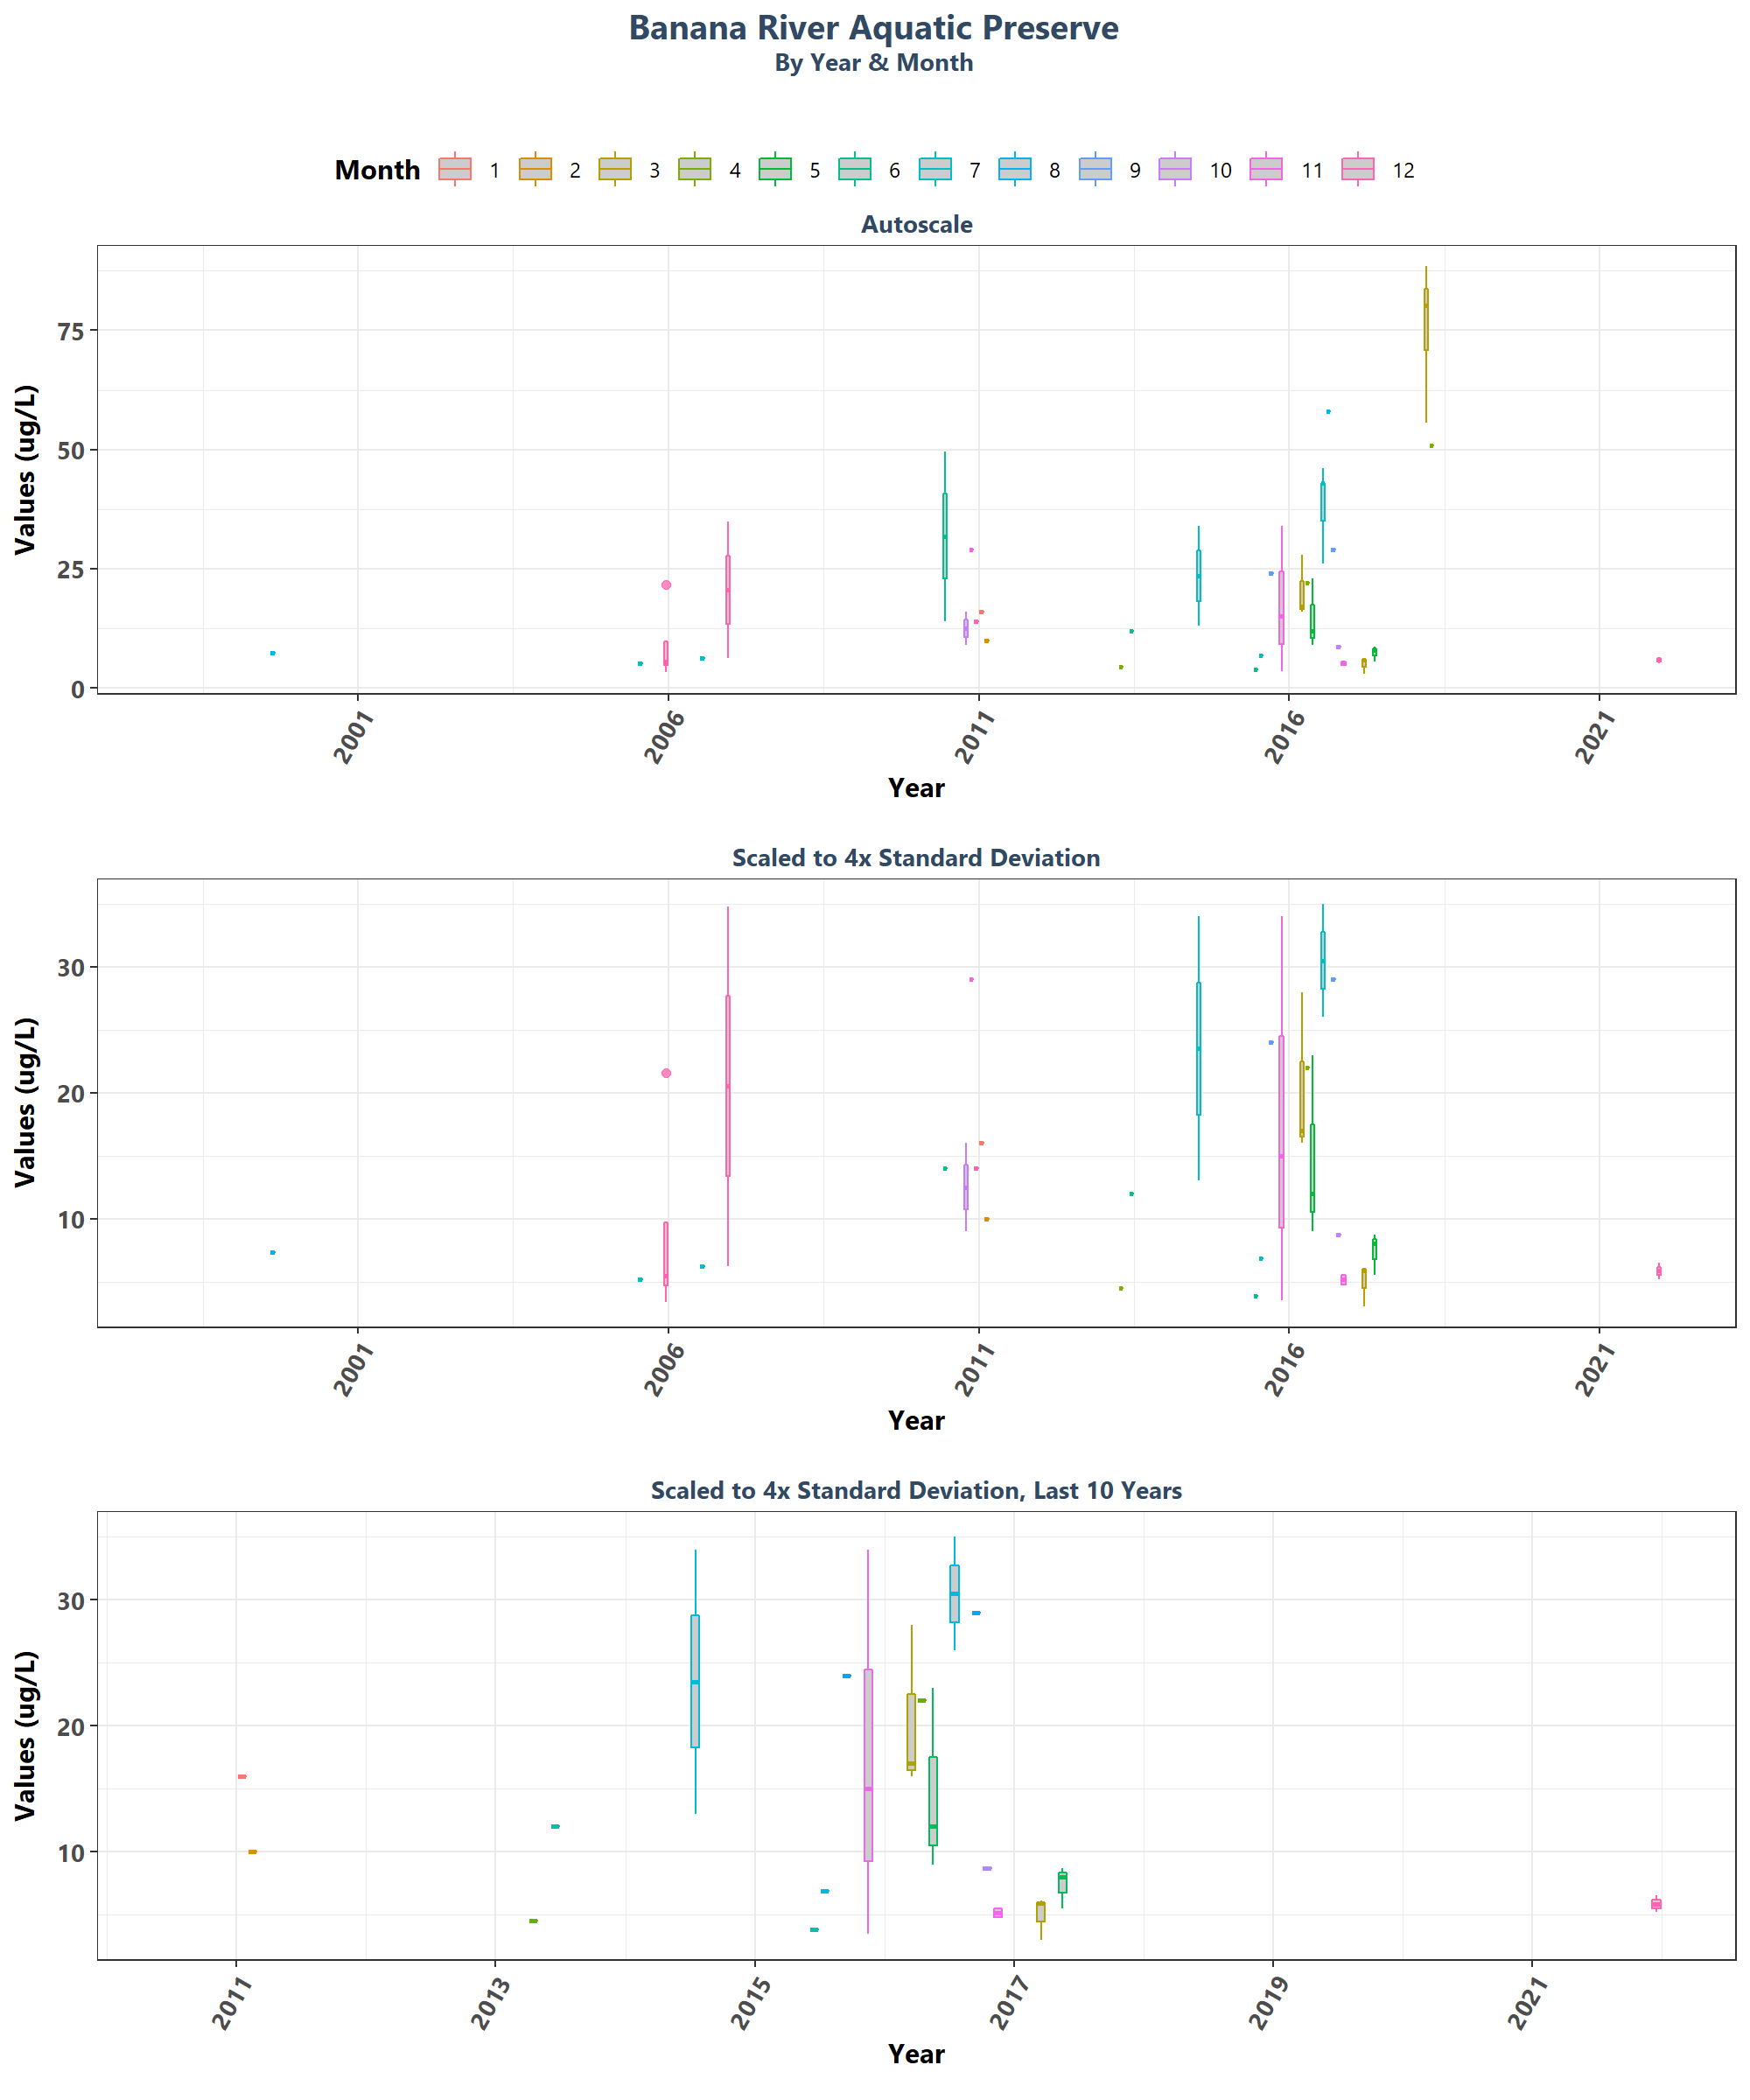 Banana River Aquatic Preserve
By Year & Month
Month 1 2 3 4 5 6 7 8 9 10 11 12
Autoscale
Values (ug/L)
75
50
25
0
2001 2006 2011 2016 2021
Year
Scaled to 4x Standard Deviation
Values (ug/L)
30
20
10
2001 2006 2011 2016 2021
Year
Scaled to 4x Standard Deviation, Last 10 Years
Values (ug/L)
30
20
10
2011 2013 2015 2017 2019 2021
Year